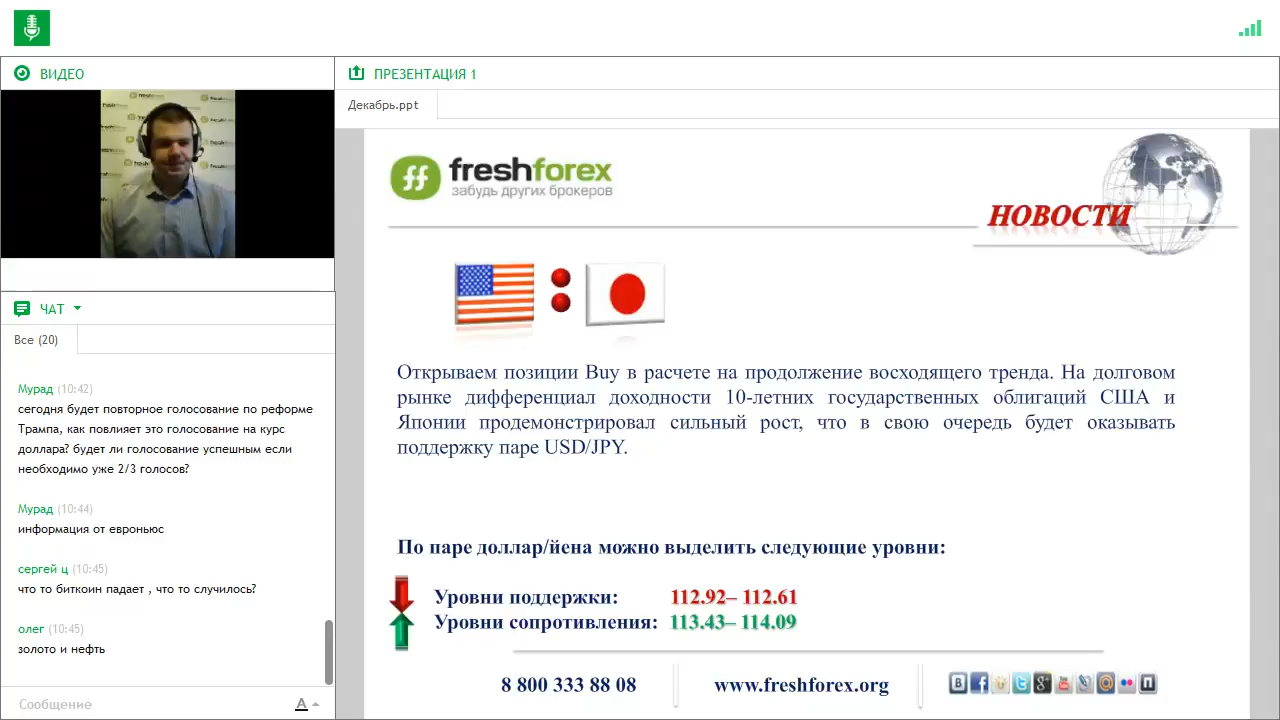 ВИДЕО
ПРЕЗЕНТАЦИЯ 1
Декабрь.ppt
freshforex
забудь других брокеров
НОВОСТИ
Открываем позиции Buy в расчете на продолжение восходящего тренда. На долговом
рынке дифференциал доходности 10-летних государственных облигаций США и
Японии продемонстрировал сильный рост, что в свою очередь будет оказывать
поддержку паре USD/JPY.
По паре доллар/йена можно выделить следующие уровни:
Уровни поддержки: 112.92– 112.61
Уровни сопротивления: 113.43– 114.09
8 800 333 88 08
www.freshforex.org
ЧАТ
Все (20)
Мурад (10:42)
сегодня будет повторное голосование по реформе
Трампа, как повлияет это голосование на курс
доллара? будет ли голосование успешным если
необходимо уже 2/3 голосов?
Мурад (10:44)
информация от евроньюс
сергей ц (10:45)
что то биткоин падает , что то случилось?
олег (10:45)
золото и нефть
Сообщение
A